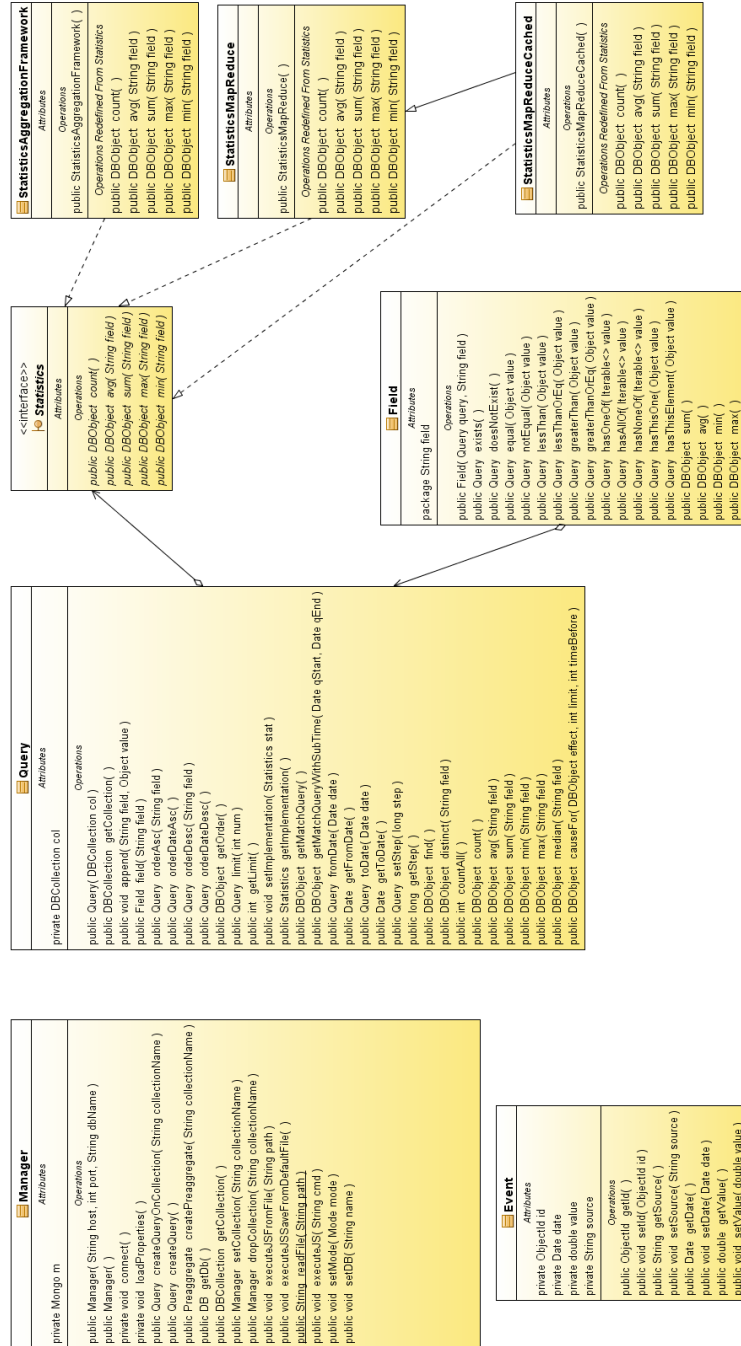 Manager
Attributes
private Mongo m
Operations
public Manager( String host, int port, String dbName )
public Manager( )
private void connect( )
private void loadProperties( )
public Query createQueryOnCollection( String collectionName )
public Query createQuery( )
public Preaggregate createPreaggregate( String collectionName )
public DB getDb( )
public DBCollection getCollection( )
public Manager setCollection( String collectionName )
public Manager dropCollection( String collectionName )
public void executeJSFromFile( String path )
public void executeJSSaveFromDefaultFile( )
public String readFile( String path )
public void executeJS( String cmd )
public void setMode( Mode mode )
public void setDB( String name )
Event
Attributes
private ObjectId id
private Date date
private double value
private String source
Operations
public ObjectId getId( )
public void setId( ObjectId id )
public String getSource( )
public void setSource( String source )
public Date getDate( )
public void setDate( Date date )
public double getValue( )
public void setValue( double value )
Query
Attributes
private DBCollection col
Operations
public Query( DBCollection col )
public DBCollection getCollection( )
public void append( String field, Object value )
public Field field( String field )
public Query orderAsc( String field )
public Query orderDateAsc( )
public Query orderDesc( String field )
public Query orderDateDesc( )
public DBObject getOrder( )
public Query limit( int num )
public int getLimit( )
public void setImplementation( Statistics stat )
public Statistics getImplementation( )
public DBObject getMatchQuery( )
public DBObject getMatchQueryWithSubTime( Date qStart, Date qEnd )
public Query fromDate( Date date )
public Date getFromDate( )
public Query toDate( Date date )
public Date getToDate( )
public Query setStep( long step )
public long getStep( )
public DBObject find( )
public DBObject distinct( String field )
public int countAll( )
public DBObject count( )
public DBObject avg( String field )
public DBObject sum( String field )
public DBObject min( String field )
public DBObject max( String field )
public DBObject median( String field )
public DBObject causeFor( DBObject effect, int limit, int timeBefore )
<<interface>>
Statistics
Attributes
Operations
public DBObject count( )
public DBObject avg( String field )
public DBObject sum( String field )
public DBObject max( String field )
public DBObject min( String field )
Field
Attributes
package String field
Operations
public Field( Query query, String field )
public Query exists( )
public Query doesNotExist( )
public Query equal( Object value )
public Query notEqual( Object value )
public Query lessThan( Object value )
public Query lessThanOrEq( Object value )
public Query greaterThan( Object value )
public Query greaterThanOrEq( Object value )
public Query hasOneOf( Iterable<> value )
public Query hasAllOf( Iterable<> value )
public Query hasNoneOf( Iterable<> value )
public Query hasThisOne( Object value )
public Query hasThisElement( Object value )
public DBObject sum( )
public DBObject avg( )
public DBObject min( )
public DBObject max( )
StatisticsAggregationFramework
Attributes
Operations
public StatisticsAggregationFramework( )
Operations Redefined From Statistics
public DBObject count( )
public DBObject avg( String field )
public DBObject sum( String field )
public DBObject max( String field )
public DBObject min( String field )
StatisticsMapReduce
Attributes
Operations
public StatisticsMapReduce( )
Operations Redefined From Statistics
public DBObject count( )
public DBObject avg( String field )
public DBObject sum( String field )
public DBObject max( String field )
public DBObject min( String field )
StatisticsMapReduceCached
Attributes
Operations
public StatisticsMapReduceCached( )
Operations Redefined From Statistics
public DBObject count( )
public DBObject avg( String field )
public DBObject sum( String field )
public DBObject max( String field )
public DBObject min( String field )